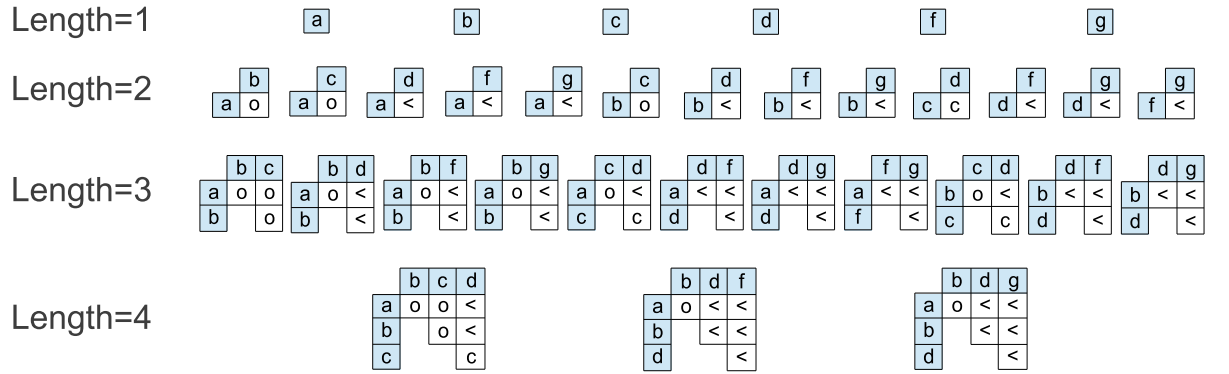 Length=1 a b c d f g
Length=2 b c d f g c d f g d f g g
a o a o a < a < a < b o b < b < b < c c d < d < f <
Length=3 b c b d b f b g c d d f d g f g c d d f d g
a o o a o < a o < a o < a o < a < < a < < a < < b o < b < < b < <
b o b < b < b < c c d < d < f < c c d < d <
Length=4 b c d b d f b d g
a o o < a o < < a o < <
b o < b < < b < <
c c d < d <